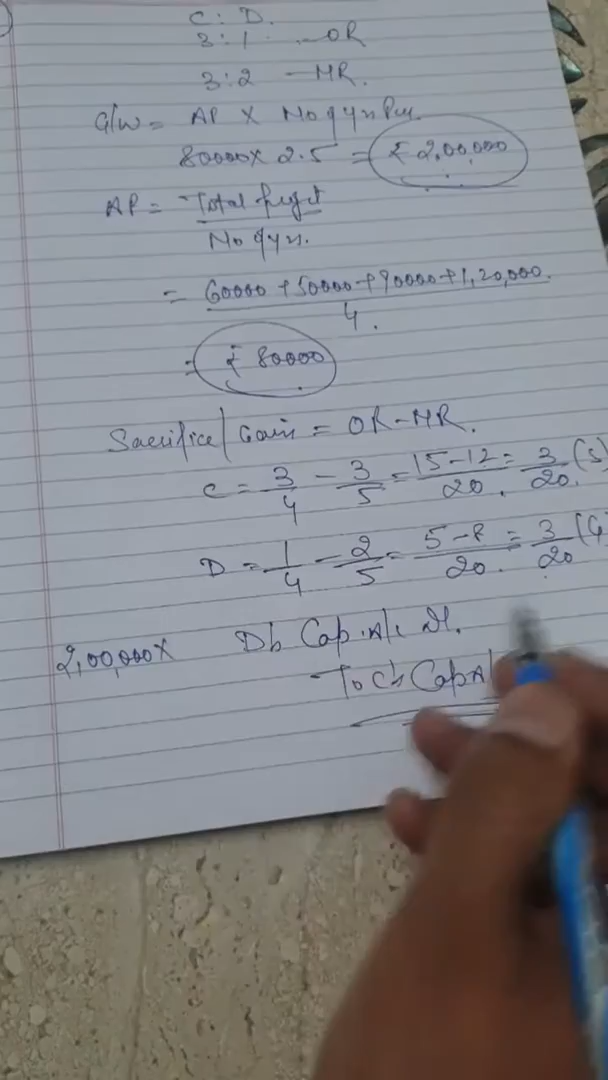 C : D.
3 : 1 - OR
3 : 2 - NR.
G/W = AP X No of yrs Pur.
80000 X 2.5 = ₹ 2,00,000
AP = Total profit
No of yrs.
= 60000 + 50000 + 90000 + 1,20,000.
4.
= ₹ 80000
Sacrifice / Gain = OR - NR.
C = 3/4 - 3/5 = 15-12/20. = 3/20. (S
D = 1/4 - 2/5 = 5-8/20. = 3/20 (G
2,00,000 X
D's Cap. A/c Dr.
To C's Cap A/